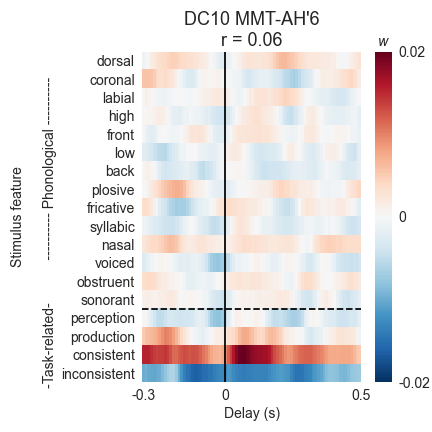 DC10 MMT-AH'6
r = 0.06
w
Stimulus feature
-Task-related- ---------- Phonological ----------
dorsal
coronal
labial
high
front
low
back
plosive
fricative
syllabic
nasal
voiced
obstruent
sonorant
perception
production
consistent
inconsistent
0.02
0
-0.02
-0.3
0
0.5
Delay (s)